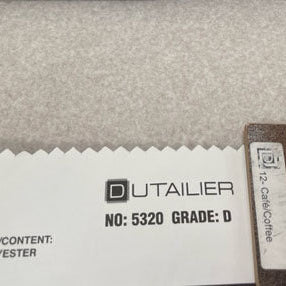 DUTAILIER
NO: 5320 GRADE: D
/CONTENT:
YESTER
12- Café/Coffee